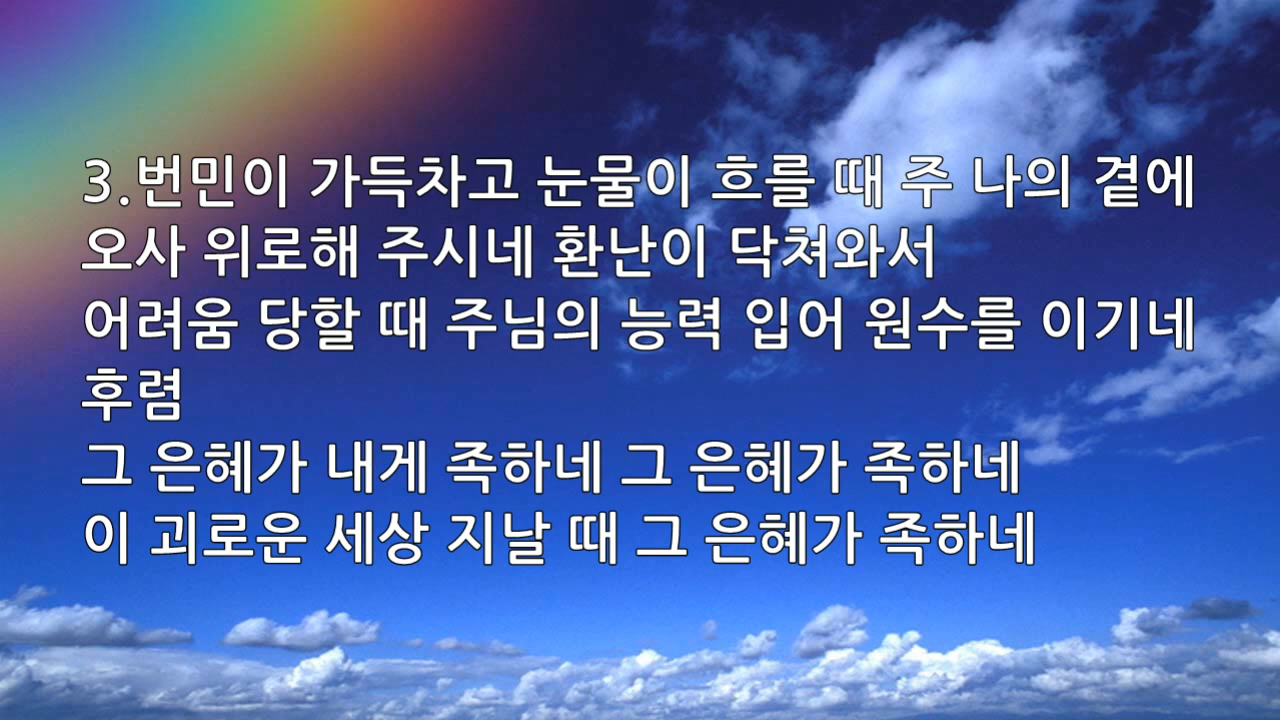 3.번민이 가득차고 눈물이 흐를 때 주 나의 곁에
오사 위로해 주시네 환난이 닥쳐와서
어려움 당할 때 주님의 능력 입어 원수를 이기네
후렴
그 은혜가 내게 족하네 그 은혜가 족하네
이 괴로운 세상 지날 때 그 은혜가 족하네